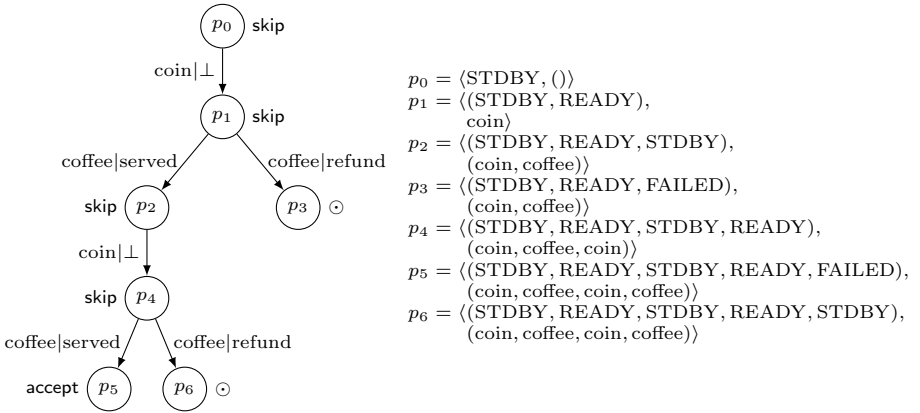 p0 skip
coin|⊥
p1 skip
coffee|served coffee|refund
skip p2 p3 ⊙
coin|⊥
skip p4
coffee|served coffee|refund
accept p5 p6 ⊙
p0 = ⟨STDBY, ()⟩
p1 = ⟨(STDBY, READY),
coin⟩
p2 = ⟨(STDBY, READY, STDBY),
(coin, coffee)⟩
p3 = ⟨(STDBY, READY, FAILED),
(coin, coffee)⟩
p4 = ⟨(STDBY, READY, STDBY, READY),
(coin, coffee, coin)⟩
p5 = ⟨(STDBY, READY, STDBY, READY, FAILED),
(coin, coffee, coin, coffee)⟩
p6 = ⟨(STDBY, READY, STDBY, READY, STDBY),
(coin, coffee, coin, coffee)⟩